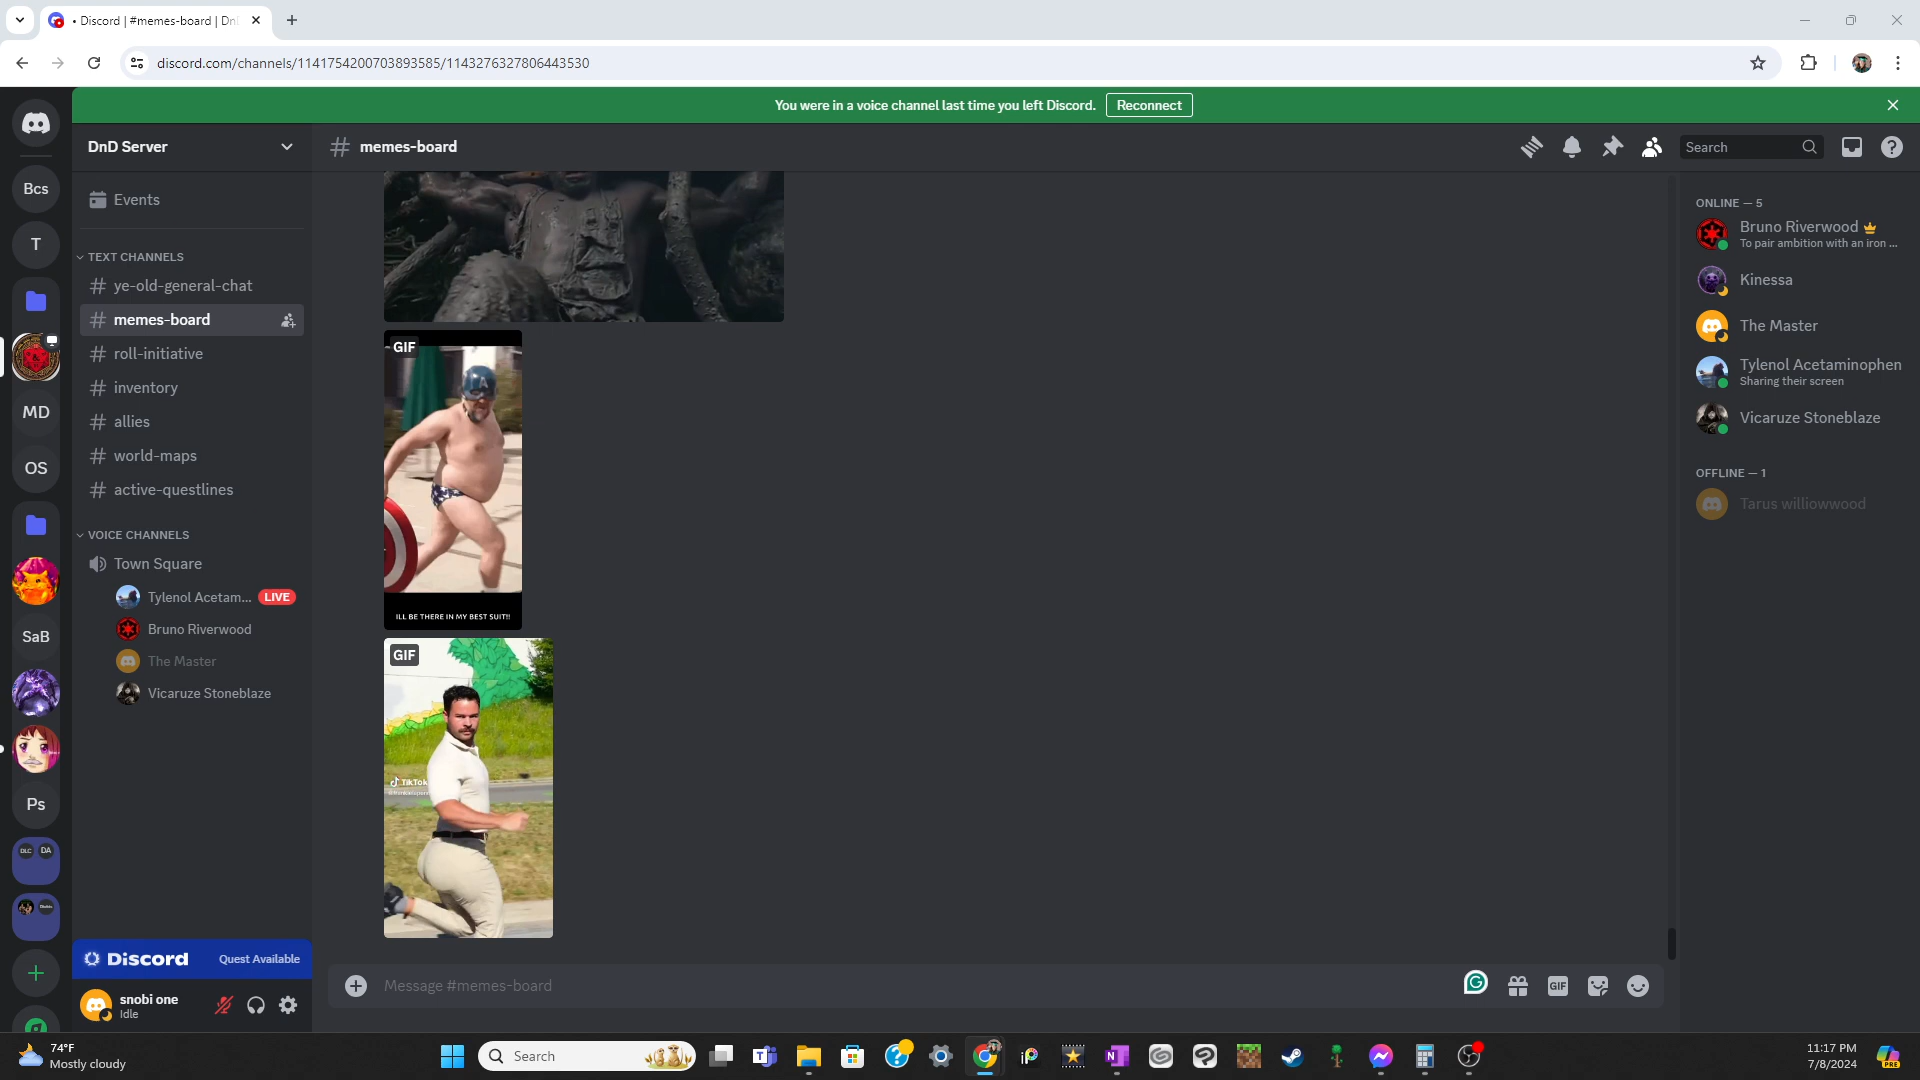 • Discord | #memes-board | Dn
discord.com/channels/1141754200703893585/1143276327806443530
You were in a voice channel last time you left Discord. Reconnect
DnD Server
memes-board
Search
Events
Bcs
T
MD
OS
SaB
Ps
DLC DA
TEXT CHANNELS
ye-old-general-chat
memes-board
roll-initiative
inventory
allies
world-maps
active-questlines
VOICE CHANNELS
Town Square
Tylenol Acetam... LIVE
Bruno Riverwood
The Master
Vicaruze Stoneblaze
Discord Quest Available
snobi one
Idle
GIF
A
ILL BE THERE IN MY BEST SUIT!!
GIF
TikTok
Message #memes-board
GIF
ONLINE — 5
Bruno Riverwood
To pair ambition with an iron ...
Kinessa
The Master
Tylenol Acetaminophen
Sharing their screen
Vicaruze Stoneblaze
OFFLINE — 1
Tarus williowwood
74°F
Mostly cloudy
Search
11:17 PM
7/8/2024
PRE